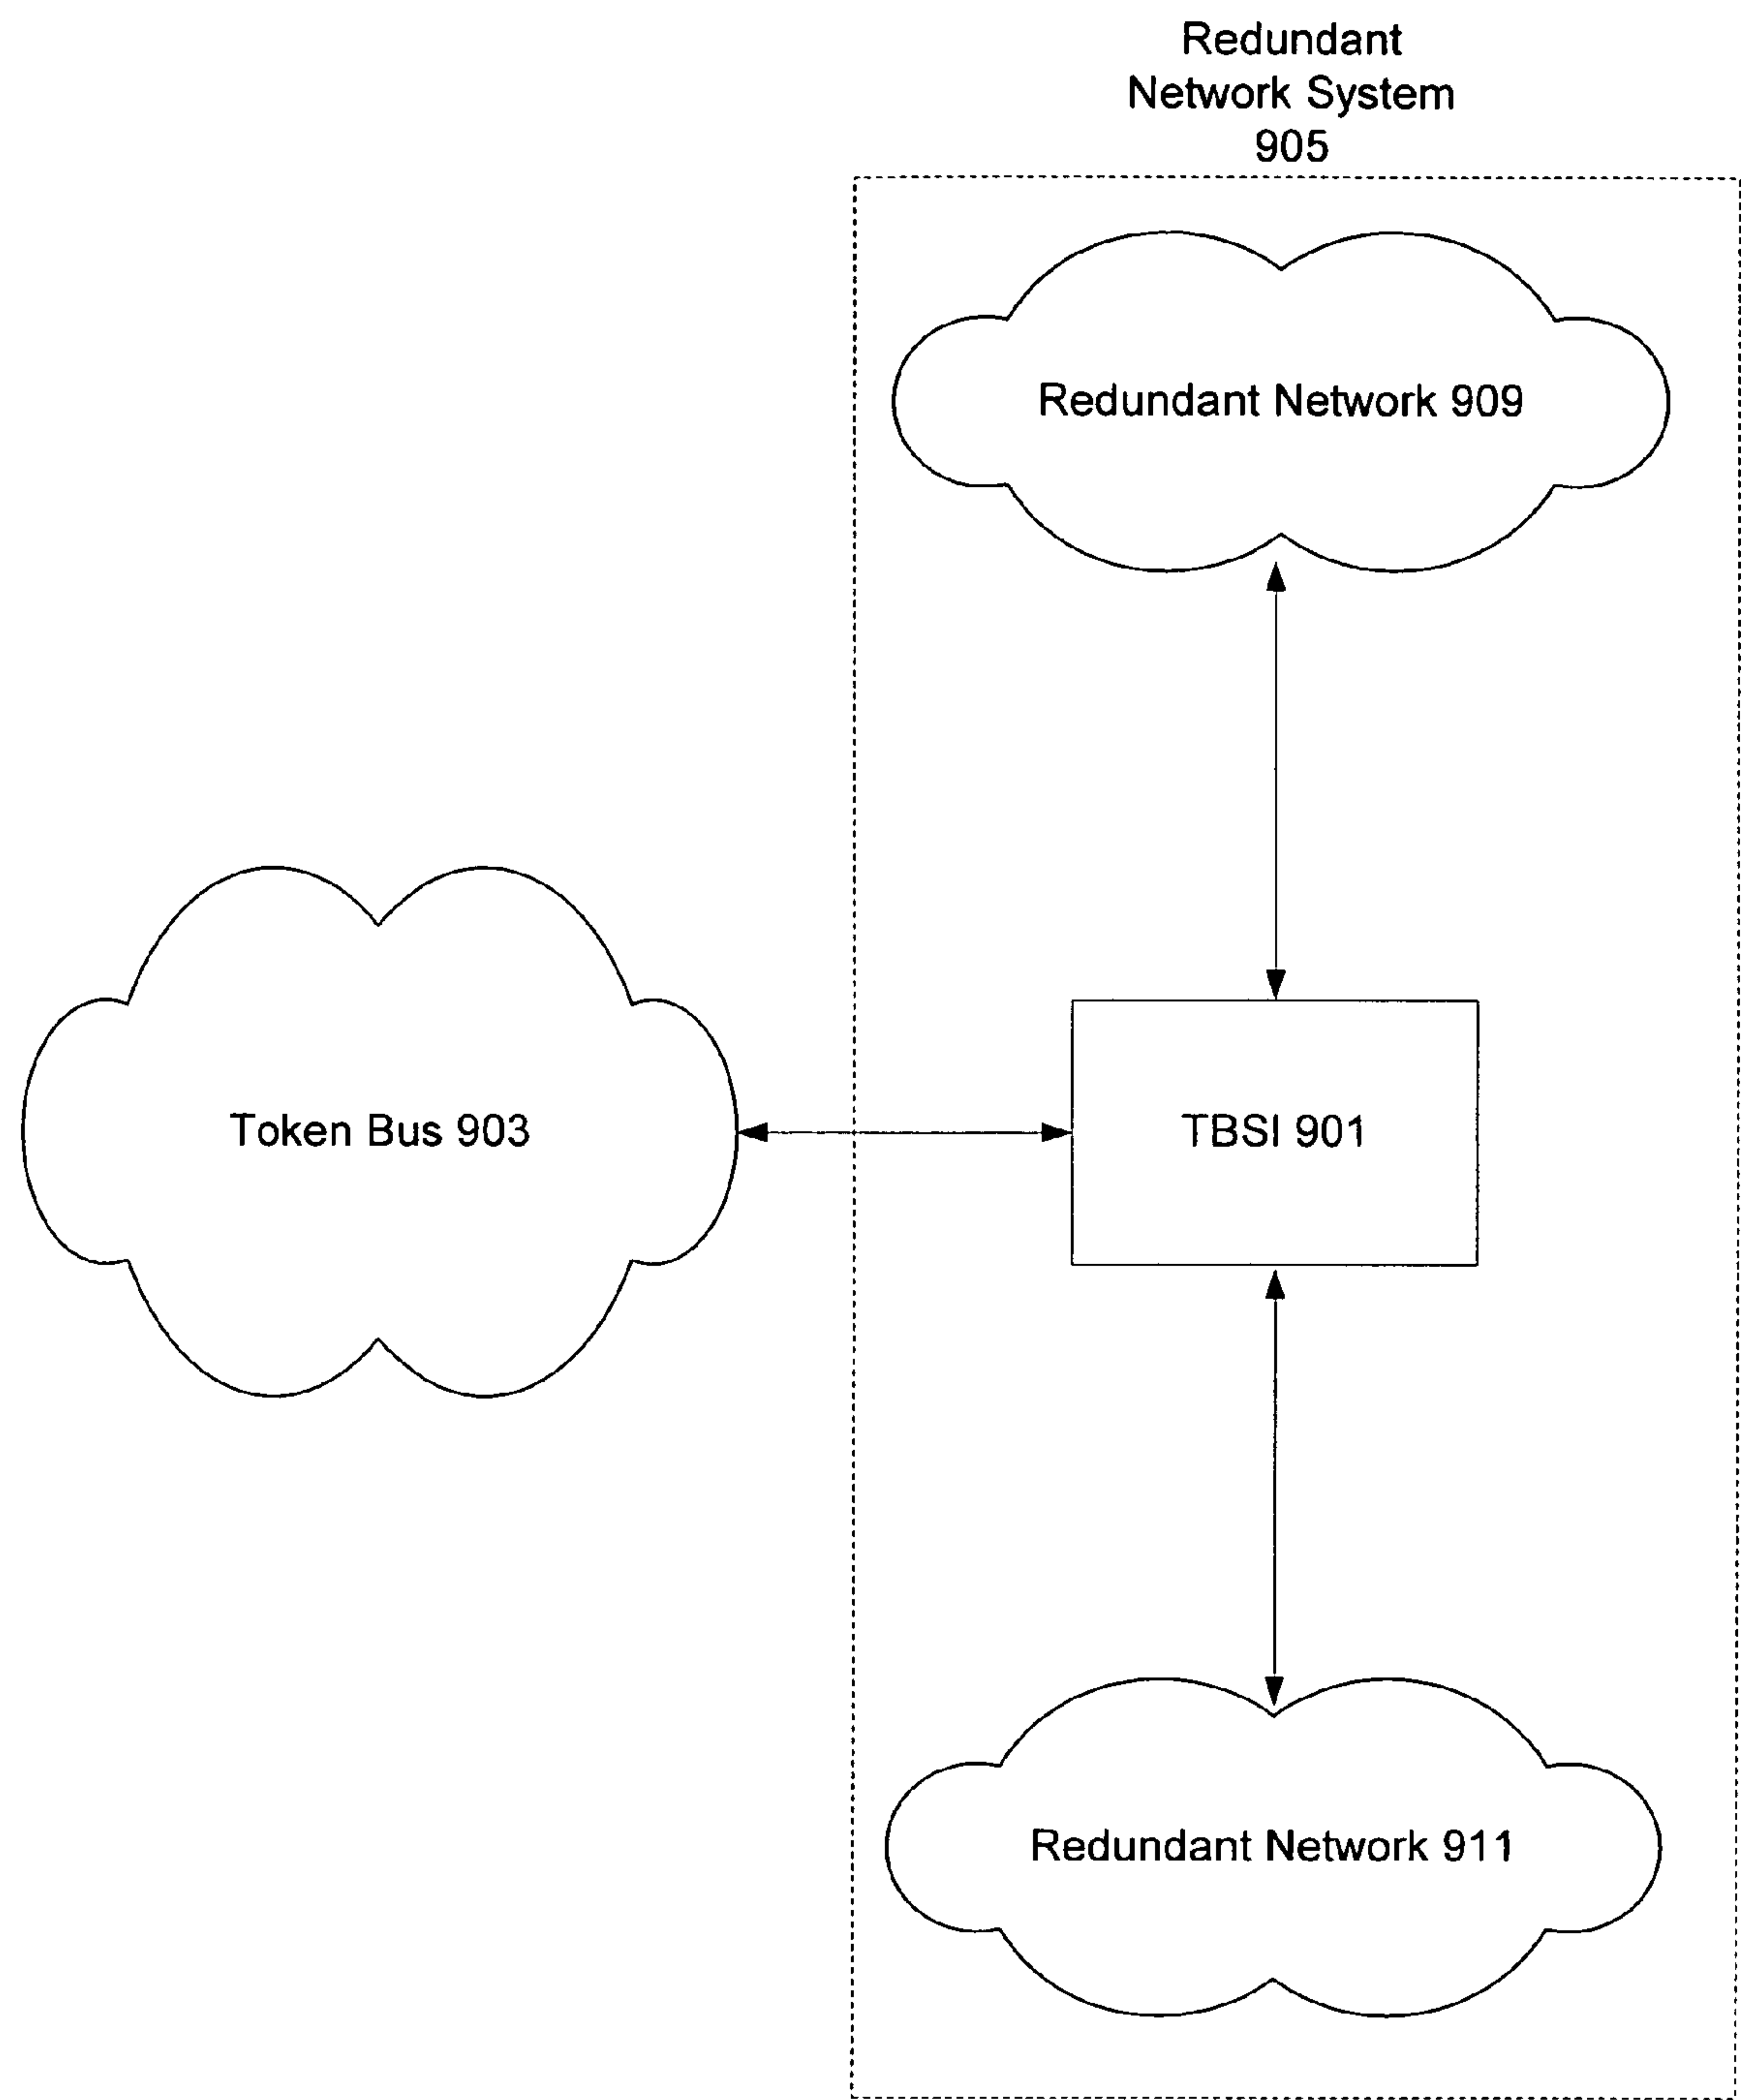 Redundant
Network System
905
Redundant Network 909
Token Bus 903
TBSI 901
Redundant Network 911